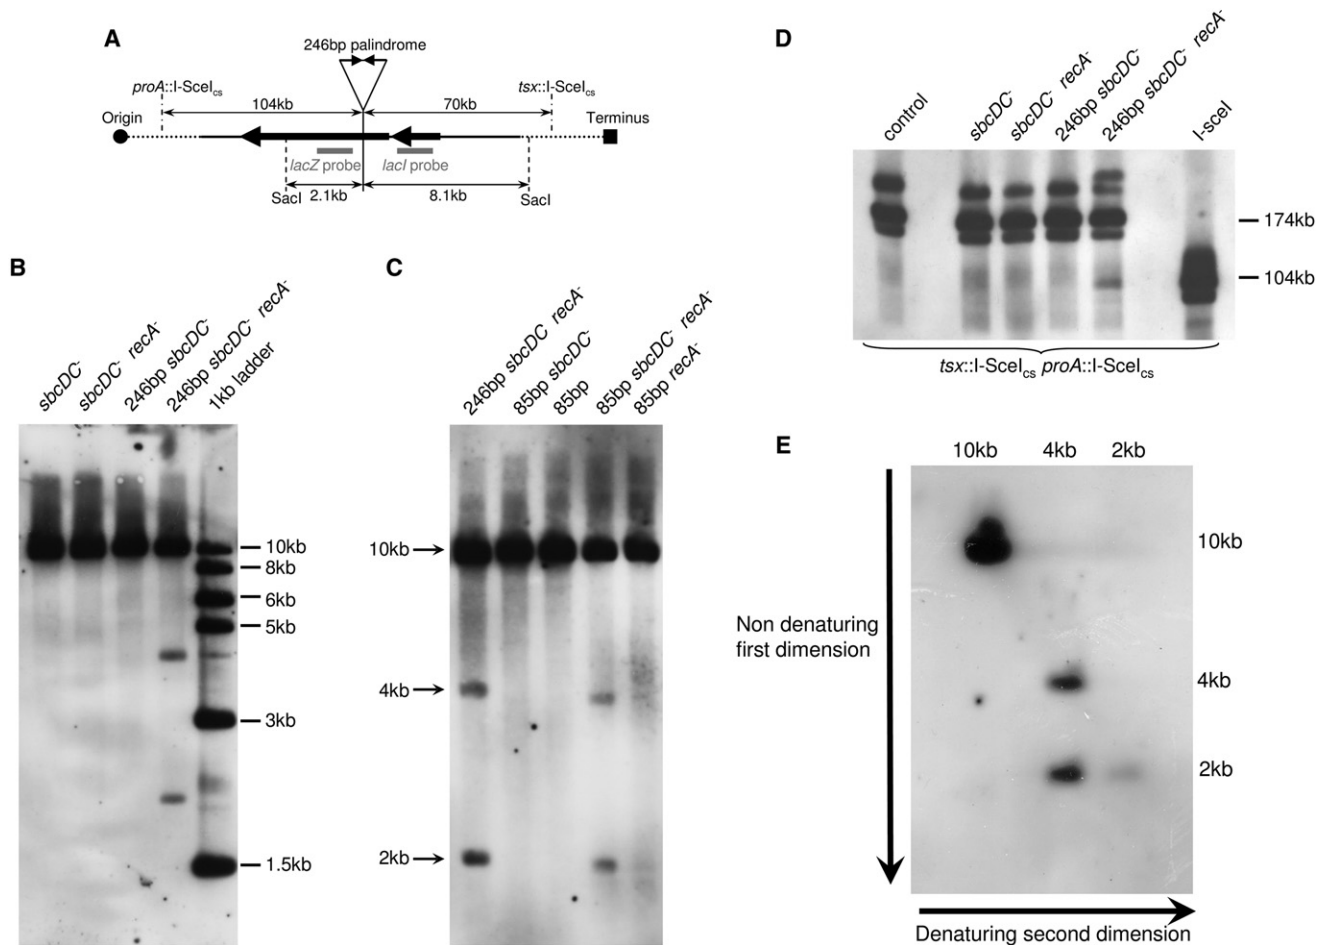 A
246bp palindrome
proA::I-SceIcs
tsx::I-SceIcs
104kb
70kb
Origin
Terminus
lacZ probe
lacI probe
SacI
2.1kb
8.1kb
SacI
B
sbcDC-
sbcDC- recA-
246bp sbcDC-
246bp sbcDC- recA-
1kb ladder
10kb
8kb
6kb
5kb
3kb
1.5kb
C
246bp sbcDC- recA-
85bp sbcDC-
85bp
85bp sbcDC- recA-
85bp recA-
10kb
4kb
2kb
D
control
sbcDC-
sbcDC- recA-
246bp sbcDC-
246bp sbcDC- recA-
I-sceI
174kb
104kb
tsx::I-SceIcs proA::I-SceIcs
E
10kb 4kb 2kb
10kb
4kb
2kb
Non denaturing
first dimension
Denaturing second dimension